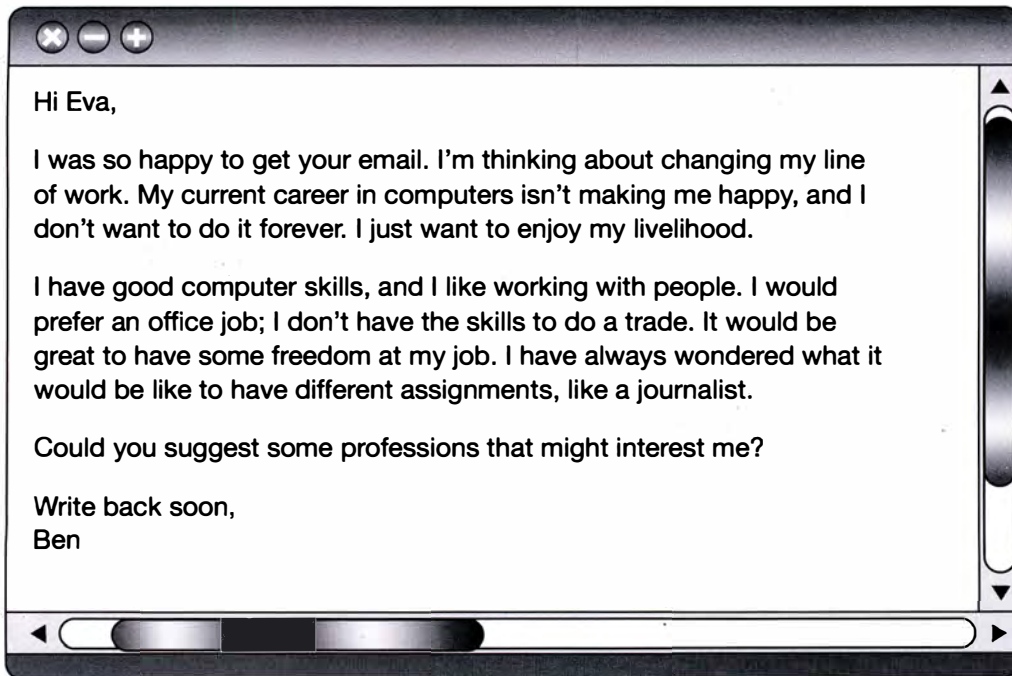 Hi Eva,
I was so happy to get your email. I'm thinking about changing my line
of work. My current career in computers isn't making me happy, and I
don't want to do it forever. I just want to enjoy my livelihood.
I have good computer skills, and I like working with people. I would
prefer an office job; I don't have the skills to do a trade. It would be
great to have some freedom at my job. I have always wondered what it
would be like to have different assignments, like a journalist.
Could you suggest some professions that might interest me?
Write back soon,
Ben